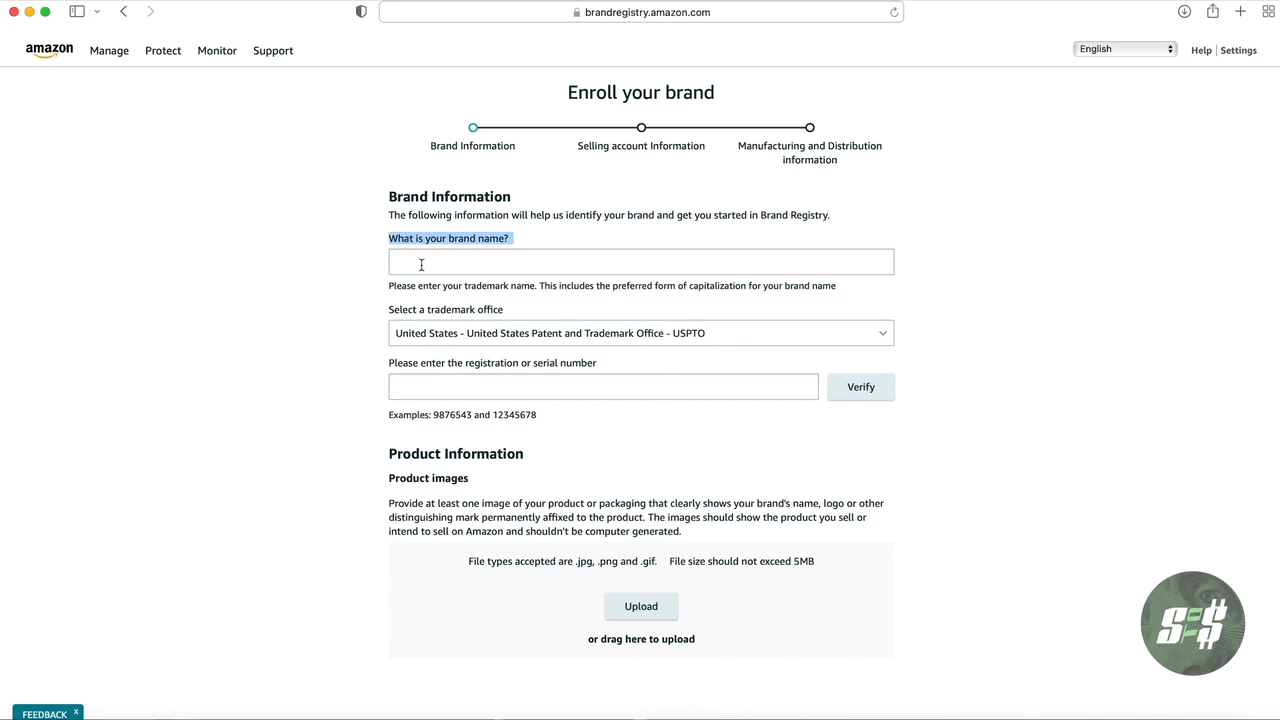 brandregistry.amazon.com
amazon Manage Protect Monitor Support English Help Settings
Enroll your brand
Brand Information Selling account Information Manufacturing and Distribution
information
Brand Information
The following information will help us identify your brand and get you started in Brand Registry.
What is your brand name?
Please enter your trademark name. This includes the preferred form of capitalization for your brand name
Select a trademark office
United States - United States Patent and Trademark Office - USPTO
Please enter the registration or serial number
Verify
Examples: 9876543 and 12345678
Product Information
Product images
Provide at least one image of your product or packaging that clearly shows your brand's name, logo or other
distinguishing mark permanently affixed to the product. The images should show the product you sell or
intend to sell on Amazon and shouldn't be computer generated.
File types accepted are .jpg, .png and .gif. File size should not exceed 5MB
Upload
or drag here to upload
S=$
FEEDBACK x